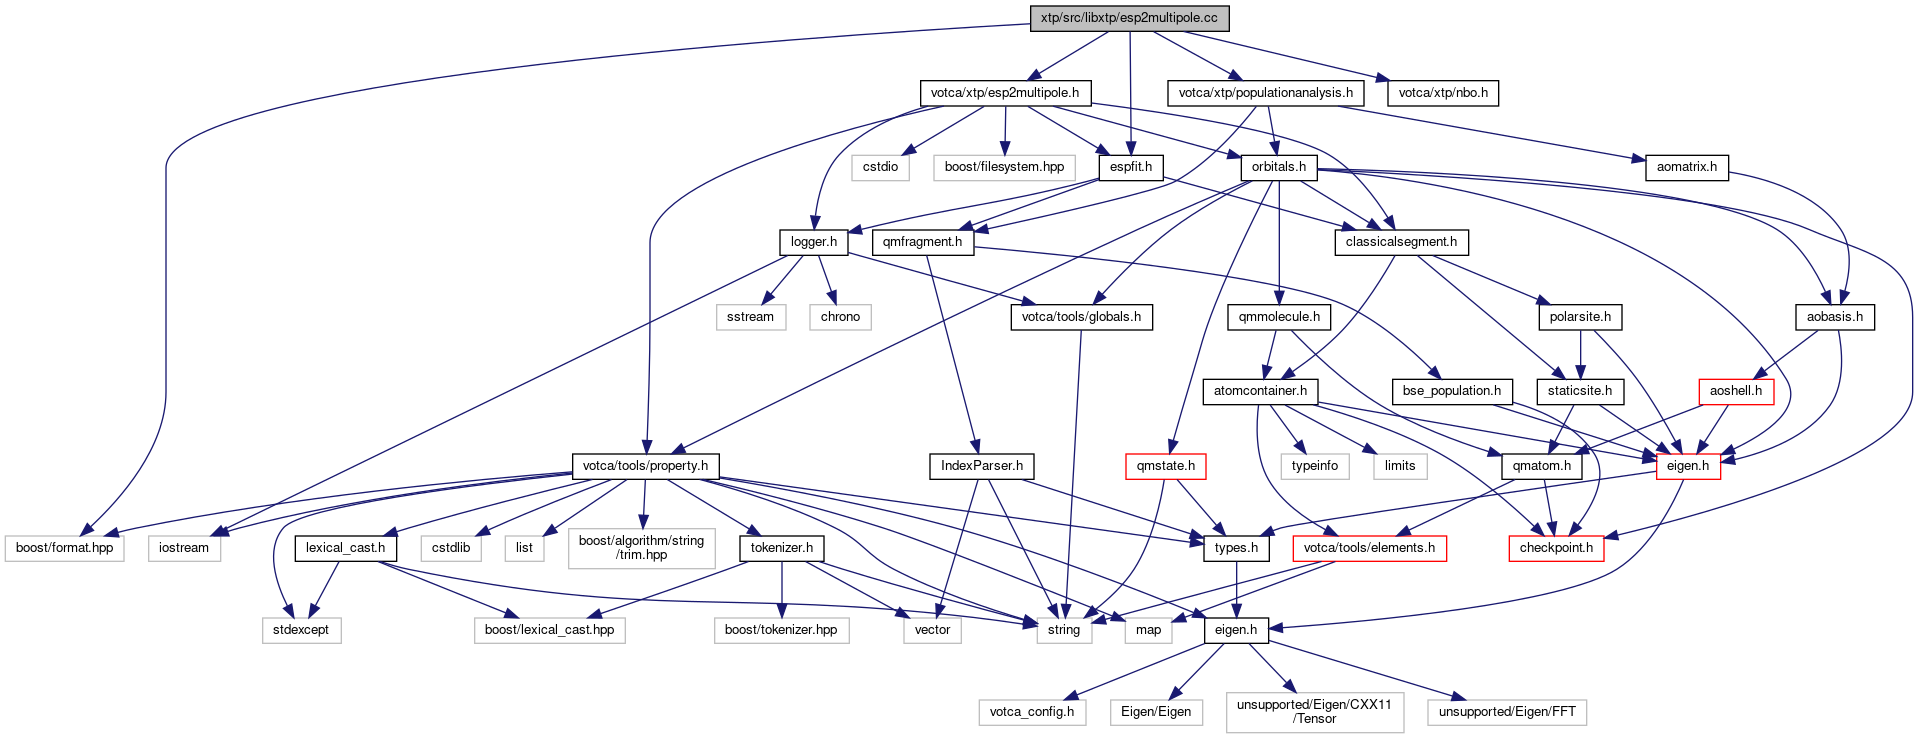 xtp/src/libxtp/esp2multipole.cc
votca/xtp/esp2multipole.h
votca/xtp/populationanalysis.h
votca/xtp/nbo.h
cstdio
boost/filesystem.hpp
espfit.h
orbitals.h
aomatrix.h
logger.h
qmfragment.h
classicalsegment.h
sstream
chrono
votca/tools/globals.h
qmmolecule.h
polarsite.h
aobasis.h
atomcontainer.h
bse_population.h
staticsite.h
aoshell.h
votca/tools/property.h
IndexParser.h
qmstate.h
typeinfo
limits
qmatom.h
eigen.h
boost/format.hpp
iostream
lexical_cast.h
cstdlib
list
boost/algorithm/string
/trim.hpp
tokenizer.h
types.h
votca/tools/elements.h
checkpoint.h
stdexcept
boost/lexical_cast.hpp
boost/tokenizer.hpp
vector
string
map
eigen.h
votca_config.h
Eigen/Eigen
unsupported/Eigen/CXX11
/Tensor
unsupported/Eigen/FFT